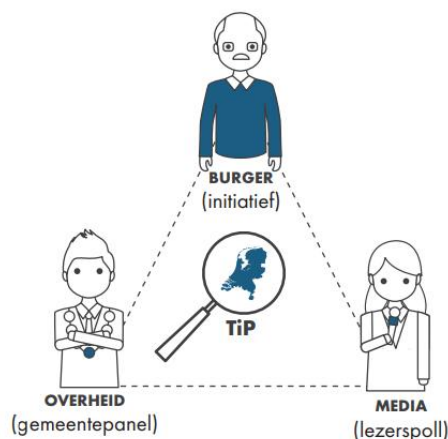 BURGER
(initiatief)
TiP
OVERHEID
(gemeentepanel)
MEDIA
(lezerspoll)